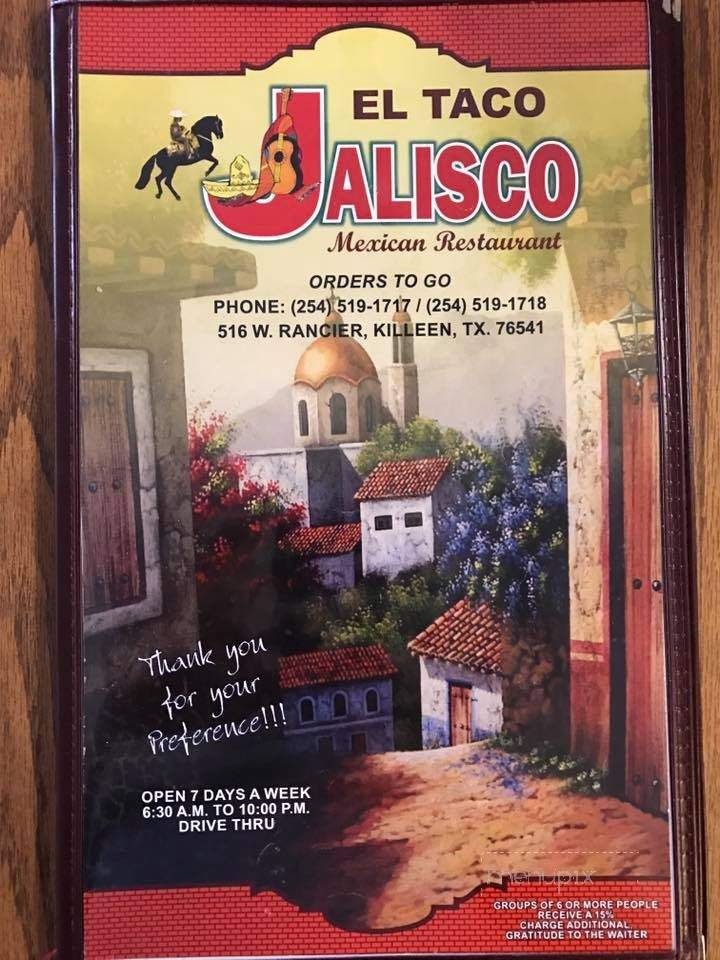 EL TACO
JALISCO
Mexican Restaurant
ORDERS TO GO
PHONE: (254) 519-1717 / (254) 519-1718
516 W. RANCIER, KILLEEN, TX. 76541
Thank you
for your
Preference!!!
OPEN 7 DAYS A WEEK
6:30 A.M. TO 10:00 P.M.
DRIVE THRU
menupix
GROUPS OF 6 OR MORE PEOPLE
RECEIVE A 15%
CHARGE ADDITIONAL
GRATITUDE TO THE WAITER